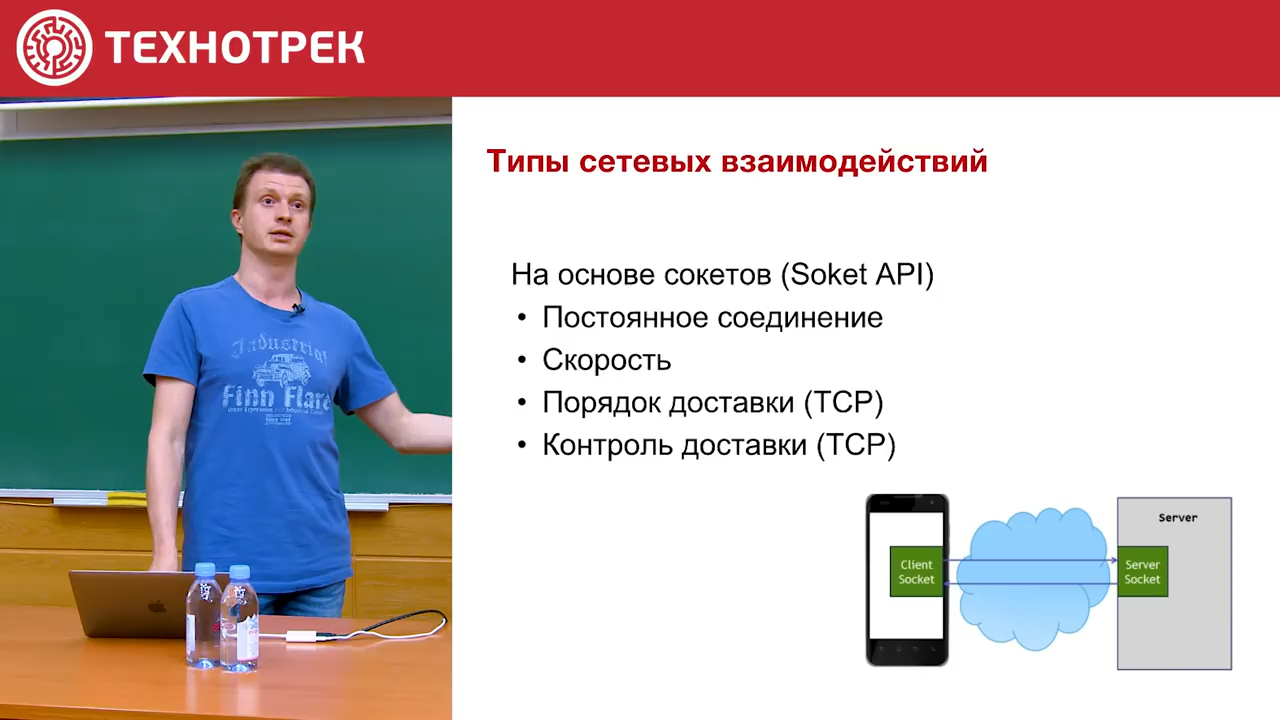 ТЕХНОТРЕК
Типы сетевых взаимодействий
На основе сокетов (Soket API)
• Постоянное соединение
• Скорость
• Порядок доставки (TCP)
• Контроль доставки (TCP)
Server
Client
Socket
Server
Socket
Industrial
Finn Flare